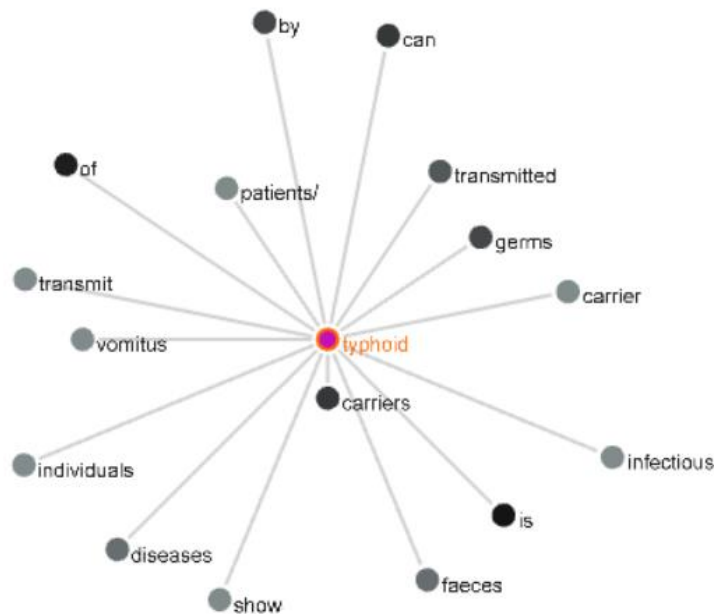 by
can
of
patients/
transmitted
germs
transmit
carrier
vomitus
typhoid
carriers
individuals
infectious
is
diseases
faeces
show